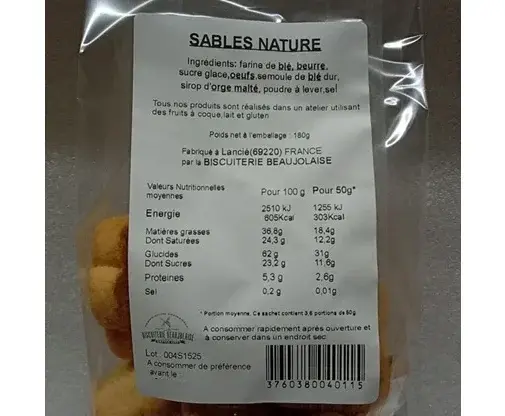 SABLES NATURE
Ingrédients: farine de blé, beurre,
sucre glace,oeufs,semoule de blé dur,
sirop d'orge malté, poudre à lever,sel
Tous nos produits sont réalisés dans un atelier utilisant
des fruits à coque,lait et gluten
Poids net à l'emballage : 180g
Fabriqué à Lancié(69220) FRANCE
par la BISCUITERIE BEAUJOLAISE
Valeurs Nutritionnelles
moyennes
Pour 100 g Pour 50g*
Energie
2510 kJ 1255 kJ
605Kcal 303Kcal
Matières grasses 36,8g 18,4g
Dont Saturées 24,3 g 12,2g
Glucides 62 g 31g
Dont Sucres 23,2 g 11,6g
Proteines 5,3 g 2,6g
Sel 0,2 g 0,01g
* Portion moyenne. Ce sachet contient 3,6 portions de 50g
A consommer rapidement après ouverture et
à conserver dans un endroit sec
BISCUITERIE BEAUJOLAISE
Lot : 004S1525
A consommer de préférence
avant le :
3760380040115